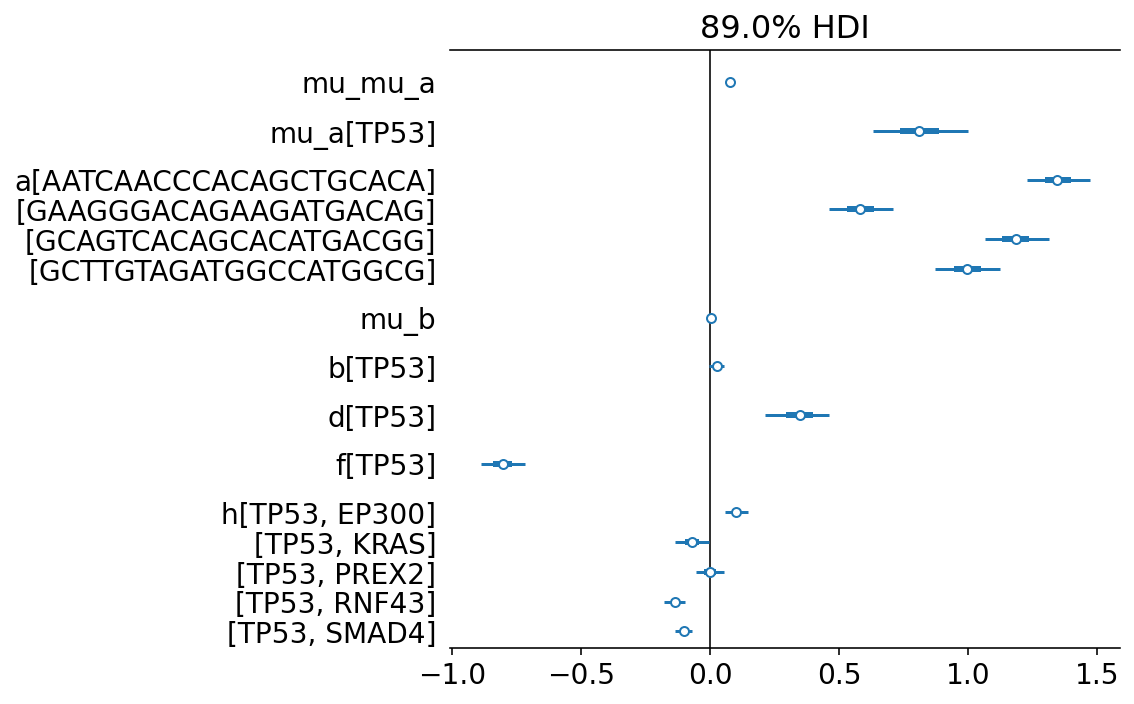 89.0% HDI
mu_mu_a
mu_a[TP53]
a[AATCAACCCACAGCTGCACA]
[GAAGGGACAGAAGATGACAG]
[GCAGTCACAGCACATGACGG]
[GCTTGTAGATGGCCATGGCG]
mu_b
b[TP53]
d[TP53]
f[TP53]
h[TP53, EP300]
[TP53, KRAS]
[TP53, PREX2]
[TP53, RNF43]
[TP53, SMAD4]
−1.0 −0.5 0.0 0.5 1.0 1.5